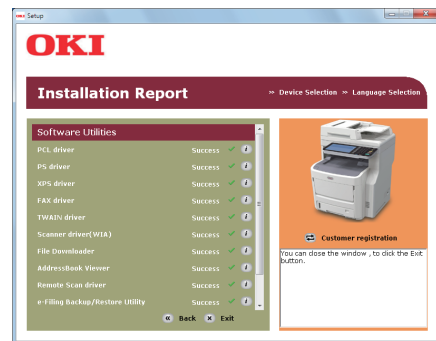 OKI Setup
OKI
Installation Report
» Device Selection » Language Selection
Software Utilities
PCL driver Success
PS driver Success
XPS driver Success
FAX driver Success
TWAIN driver Success
Scanner driver(WIA) Success
File Downloader Success
AddressBook Viewer Success
Remote Scan driver Success
e-Filing Backup/Restore Utility Success
« Back × Exit
Customer registration
You can close the window , to click the Exit
button.